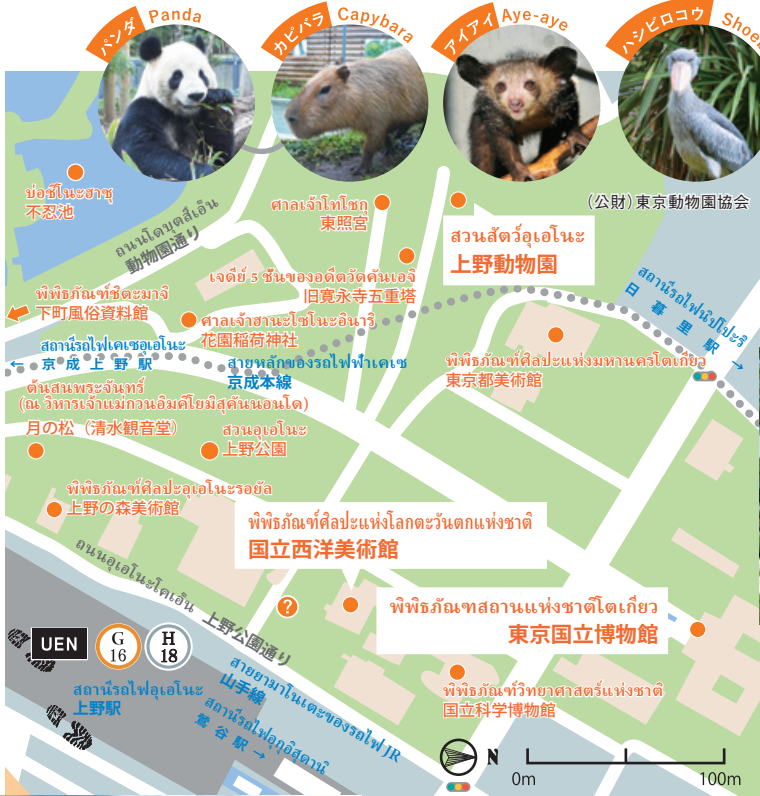 パンダ Panda
カピバラ Capybara
アイアイ Aye-aye
ハシビロコウ
(公財)東京動物園協会
บ่อชิโนะฮาซุ
不忍池
ถนนโดบุตสึเอ็น
動物園通り
ศาลเจ้าโทโชกุ
東照宮
สวนสัตว์อุเอโนะ
上野動物園
เจดีย์ 5 ชั้นของอดีตวัดคันเอจิ
旧寛永寺五重塔
สถานีรถไฟนิปโปะริ
日暮里駅 →
พิพิธภัณฑ์ชิตะมาจิ
下町風俗資料館
ศาลเจ้าฮานะโซโนะอินาริ
花園稲荷神社
สถานีรถไฟเคเซอุเอโนะ
← 京成上野駅
สายหลักของรถไฟฟ้าเคเซ
京成本線
พิพิธภัณฑ์ศิลปะแห่งมหานครโตเกียว
東京都美術館
ต้นสนพระจันทร์
(ณ วิหารเจ้าแม่กวนอิมคิโยมิสุคันนอนโด)
月の松（清水観音堂）
สวนอุเอโนะ
上野公園
พิพิธภัณฑ์ศิลปะอุเอโนะรอยัล
上野の森美術館
พิพิธภัณฑ์ศิลปะแห่งโลกตะวันตกแห่งชาติ
国立西洋美術館
ถนนอุเอโนะโคเอ็น
上野公園通り
?
พิพิธภัณฑสถานแห่งชาติโตเกียว
東京国立博物館
UEN
G
16
H
18
สถานีรถไฟอุเอโนะ
上野駅
สายยามาโนเตะของรถไฟ JR
山手線
สถานีรถไฟอุกุอิสุดานิ
鶯谷駅 →
พิพิธภัณฑ์วิทยาศาสตร์แห่งชาติ
国立科学博物館
N
0m
100m